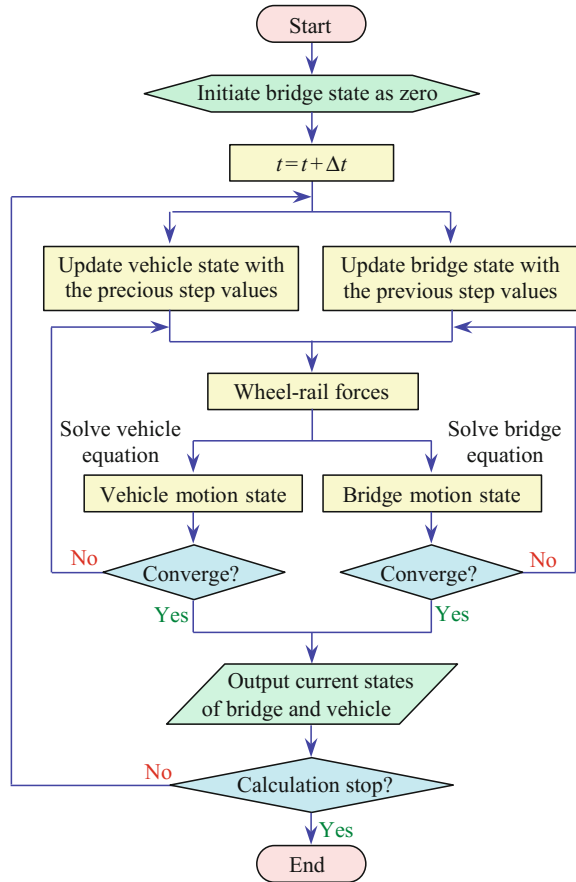 Start
Initiate bridge state as zero
t = t + Δt
Update vehicle state with
the precious step values
Update bridge state with
the previous step values
Wheel-rail forces
Solve vehicle
equation
Solve bridge
equation
Vehicle motion state
Bridge motion state
No
Converge?
Converge?
No
Yes
Yes
Output current states
of bridge and vehicle
No
Calculation stop?
Yes
End